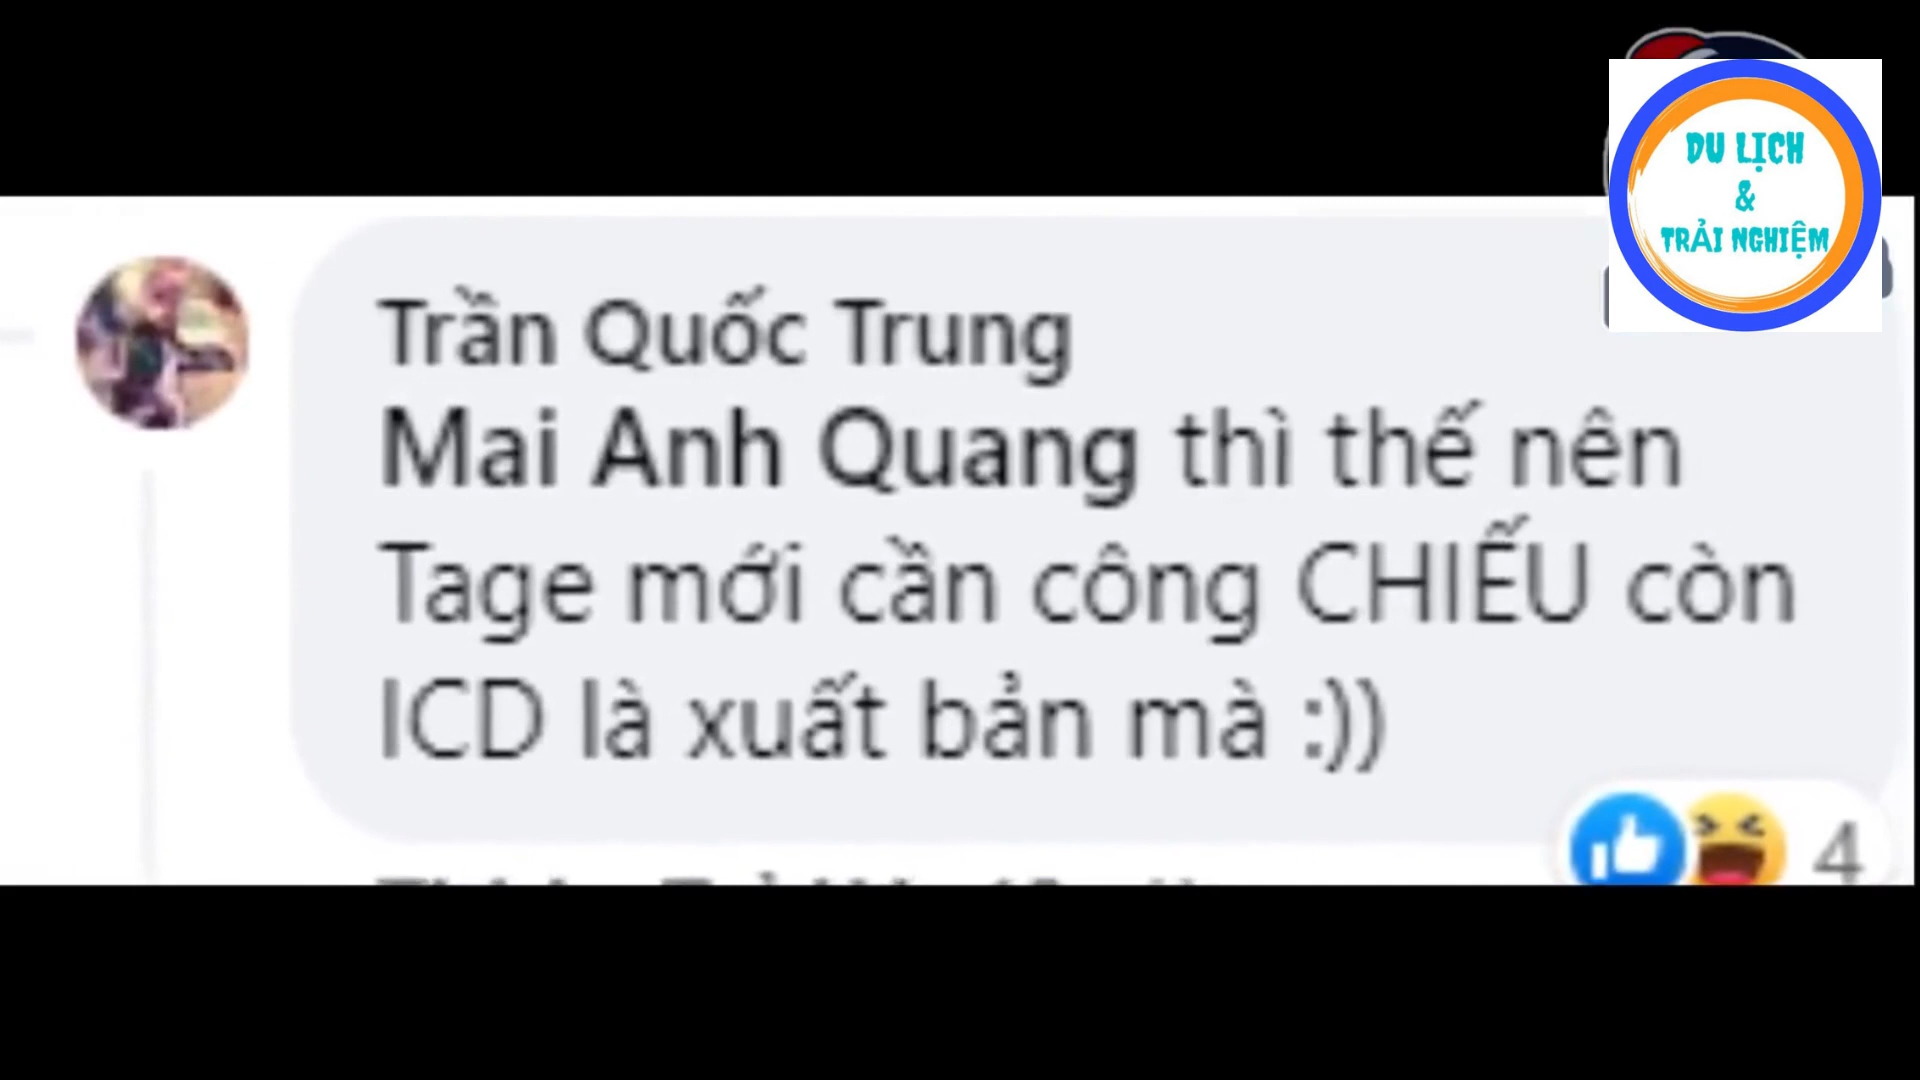 DU LỊCH
&
TRẢI NGHIỆM
Trần Quốc Trung
Mai Anh Quang thì thế nên
Tage mới cần công CHIẾU còn
ICD là xuất bản mà :))
4